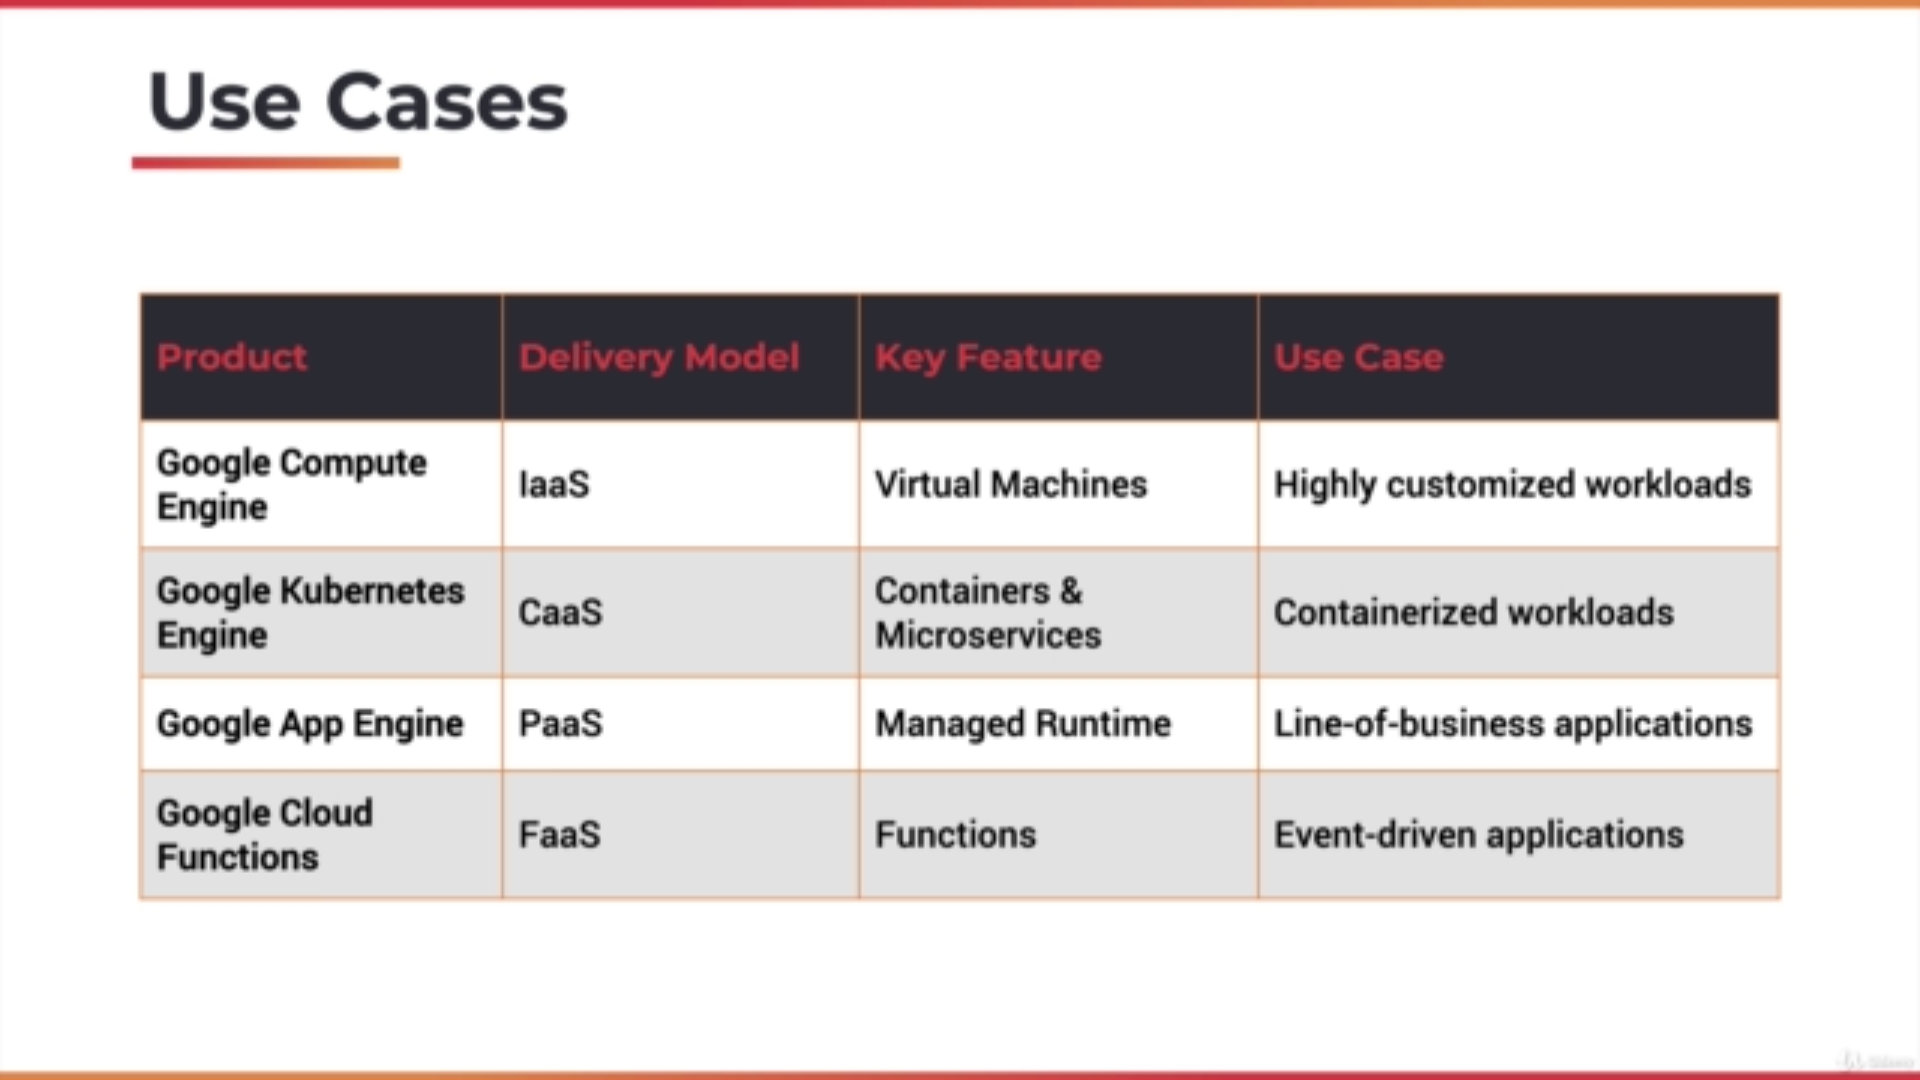 Use Cases
Product Delivery Model Key Feature Use Case
Google Compute
Engine
IaaS
Virtual Machines
Highly customized workloads
Google Kubernetes
Engine
CaaS
Containers &
Microservices
Containerized workloads
Google App Engine
PaaS
Managed Runtime
Line-of-business applications
Google Cloud
Functions
FaaS
Functions
Event-driven applications